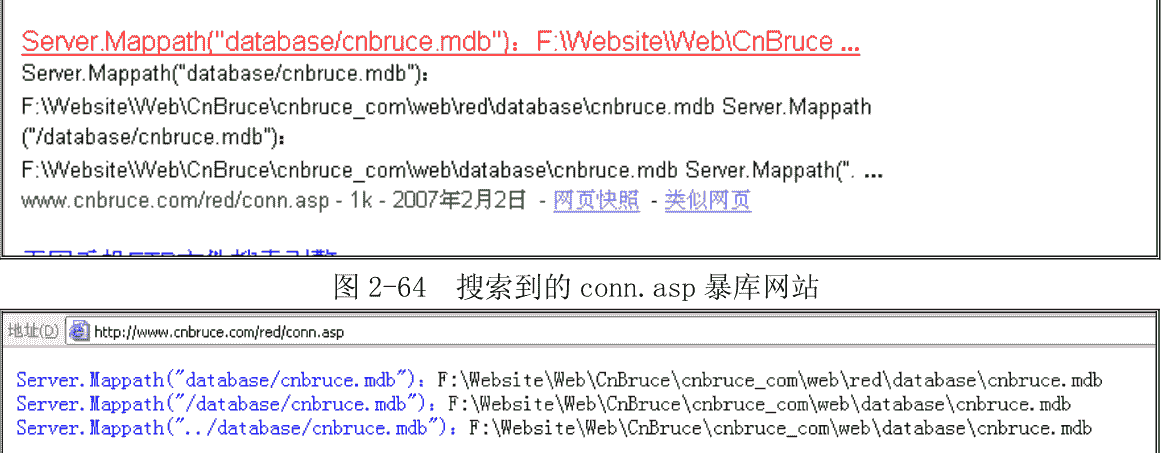 Server.Mappath("database/cnbruce.mdb")：F:\Website\Web\CnBruce ...
Server.Mappath("database/cnbruce.mdb"):
F:\Website\Web\CnBruce\cnbruce_com\web\red\database\cnbruce.mdb Server.Mappath
("/database/cnbruce.mdb"):
F:\Website\Web\CnBruce\cnbruce_com\web\database\cnbruce.mdb Server.Mappath(". ...
www.cnbruce.com/red/conn.asp - 1k - 2007年2月2日 - 网页快照 - 类似网页
图 2-64 搜索到的 conn.asp 暴库网站
地址(D) http://www.cnbruce.com/red/conn.asp
Server.Mappath("database/cnbruce.mdb"): F:\Website\Web\CnBruce\cnbruce_com\web\red\database\cnbruce.mdb
Server.Mappath("/database/cnbruce.mdb"): F:\Website\Web\CnBruce\cnbruce_com\web\database\cnbruce.mdb
Server.Mappath("../database/cnbruce.mdb"): F:\Website\Web\CnBruce\cnbruce_com\web\database\cnbruce.mdb